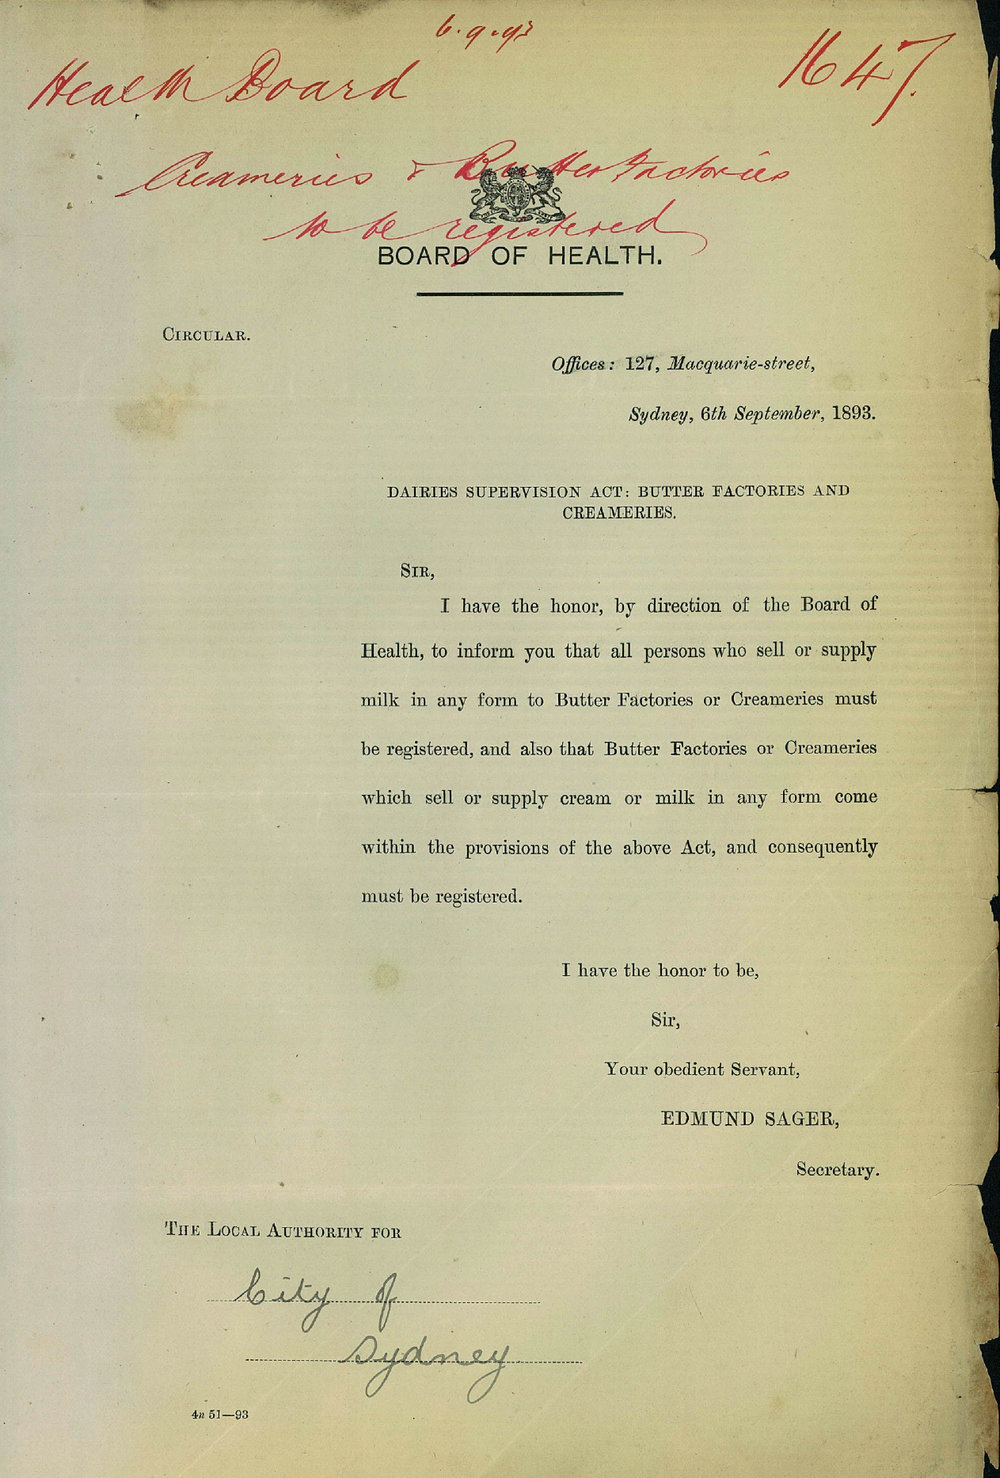 6.9.93
Health Board
1647.
Creameries & Butter Factories
to be registered
BOARD OF HEALTH.
CIRCULAR.
Offices: 127, Macquarie-street,
Sydney, 6th September, 1893.
DAIRIES SUPERVISION ACT: BUTTER FACTORIES AND
CREAMERIES.
SIR,
I have the honor, by direction of the Board of
Health, to inform you that all persons who sell or supply
milk in any form to Butter Factories or Creameries must
be registered, and also that Butter Factories or Creameries
which sell or supply cream or milk in any form come
within the provisions of the above Act, and consequently
must be registered.
I have the honor to be,
Sir,
Your obedient Servant,
EDMUND SAGER,
Secretary.
THE LOCAL AUTHORITY FOR
City of
Sydney
4n 51—93